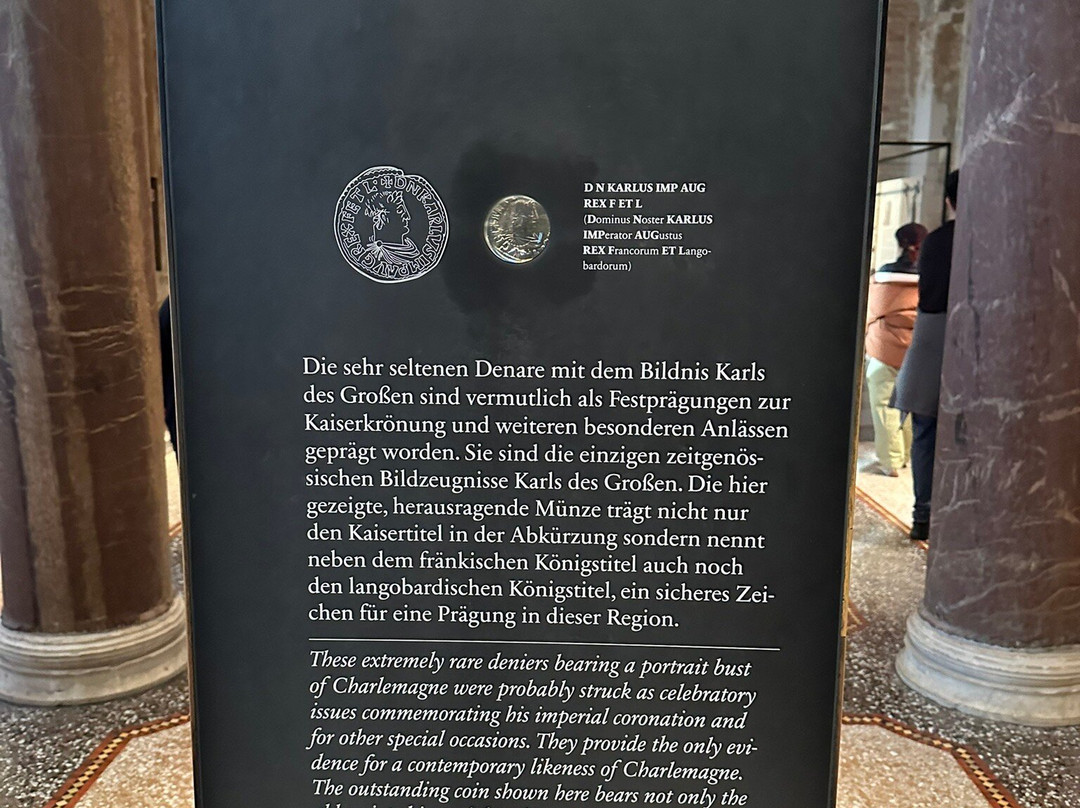 D N KARLUS IMP AUG
REX F ET L
(Dominus Noster KARLUS
IMPerator AUGustus
REX Francorum ET Lango-
bardorum)
Die sehr seltenen Denare mit dem Bildnis Karls
des Großen sind vermutlich als Festprägungen zur
Kaiserkrönung und weiteren besonderen Anlässen
geprägt worden. Sie sind die einzigen zeitgenös-
sischen Bildzeugnisse Karls des Großen. Die hier
gezeigte, herausragende Münze trägt nicht nur
den Kaisertitel in der Abkürzung sondern nennt
neben dem fränkischen Königstitel auch noch
den langobardischen Königstitel, ein sicheres Zei-
chen für eine Prägung in dieser Region.
These extremely rare deniers bearing a portrait bust
of Charlemagne were probably struck as celebratory
issues commemorating his imperial coronation and
for other special occasions. They provide the only evi-
dence for a contemporary likeness of Charlemagne.
The outstanding coin shown here bears not only the